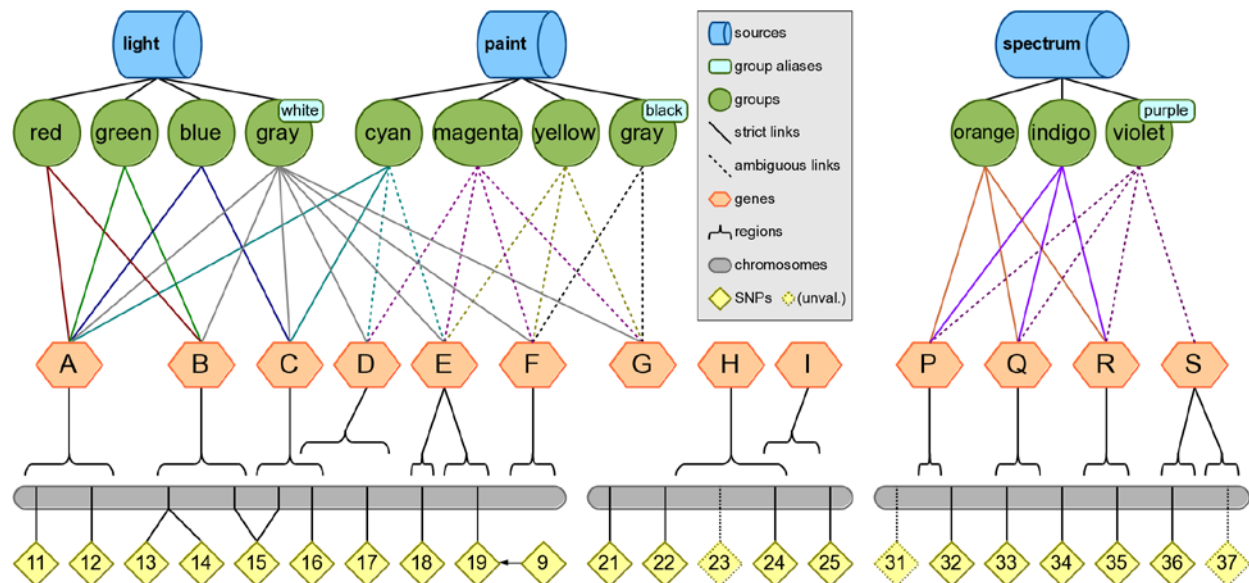 light
paint
spectrum
sources
group aliases
groups
strict links
ambiguous links
genes
regions
chromosomes
SNPs
(unval.)
white
black
purple
red
green
blue
gray
cyan
magenta
yellow
gray
orange
indigo
violet
A
B
C
D
E
F
G
H
I
P
Q
R
S
11
12
13
14
15
16
17
18
19
9
21
22
23
24
25
31
32
33
34
35
36
37